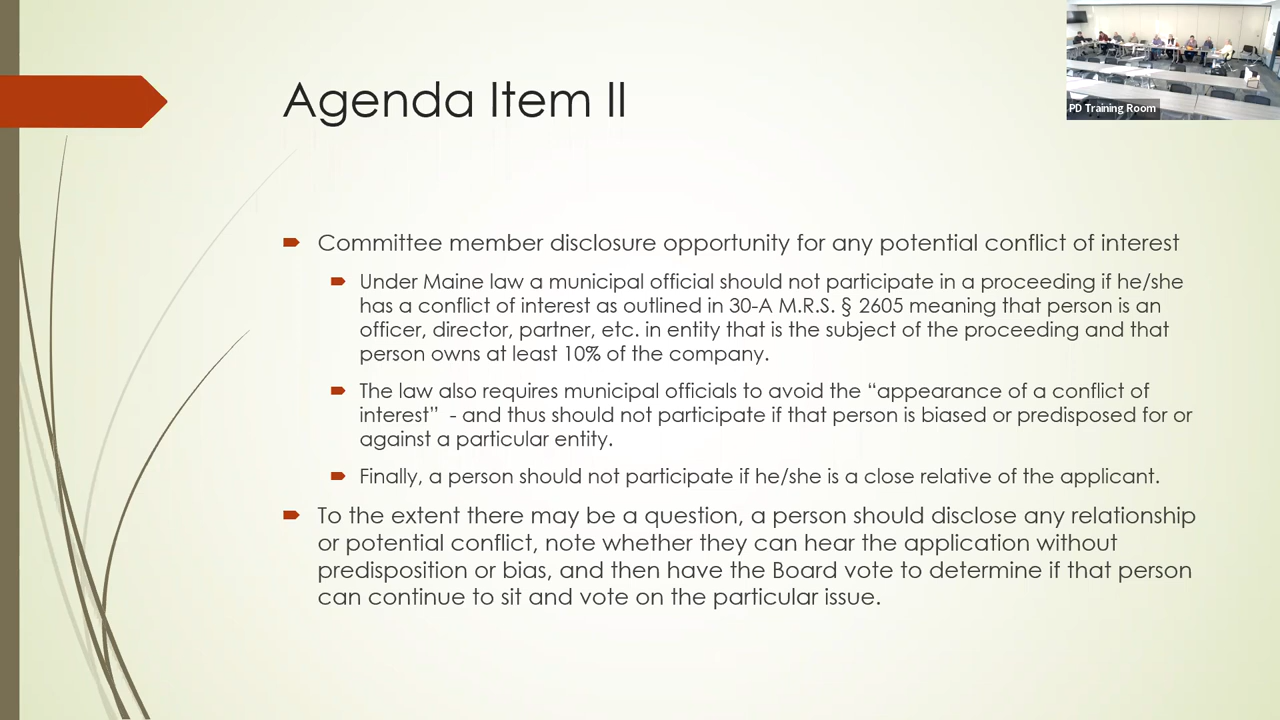 Agenda Item II
PD Training Room
Committee member disclosure opportunity for any potential conflict of interest
Under Maine law a municipal official should not participate in a proceeding if he/she
has a conflict of interest as outlined in 30-A M.R.S. § 2605 meaning that person is an
officer, director, partner, etc. in entity that is the subject of the proceeding and that
person owns at least 10% of the company.
The law also requires municipal officials to avoid the “appearance of a conflict of
interest”  - and thus should not participate if that person is biased or predisposed for or
against a particular entity.
Finally, a person should not participate if he/she is a close relative of the applicant.
To the extent there may be a question, a person should disclose any relationship
or potential conflict, note whether they can hear the application without
predisposition or bias, and then have the Board vote to determine if that person
can continue to sit and vote on the particular issue.